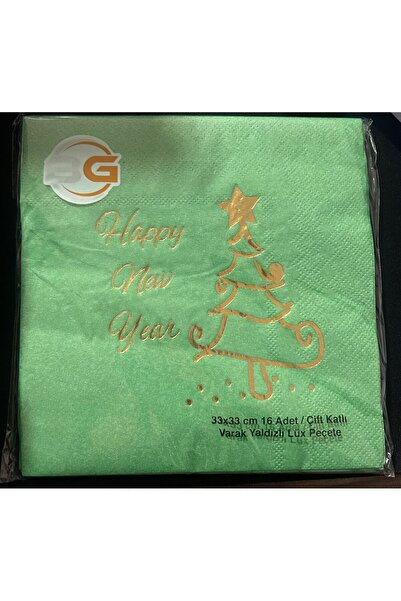 BG
Happy
New
Year
33x33 cm 16 Adet / Çift Katlı
Varak Yaldızlı Lüx Peçete